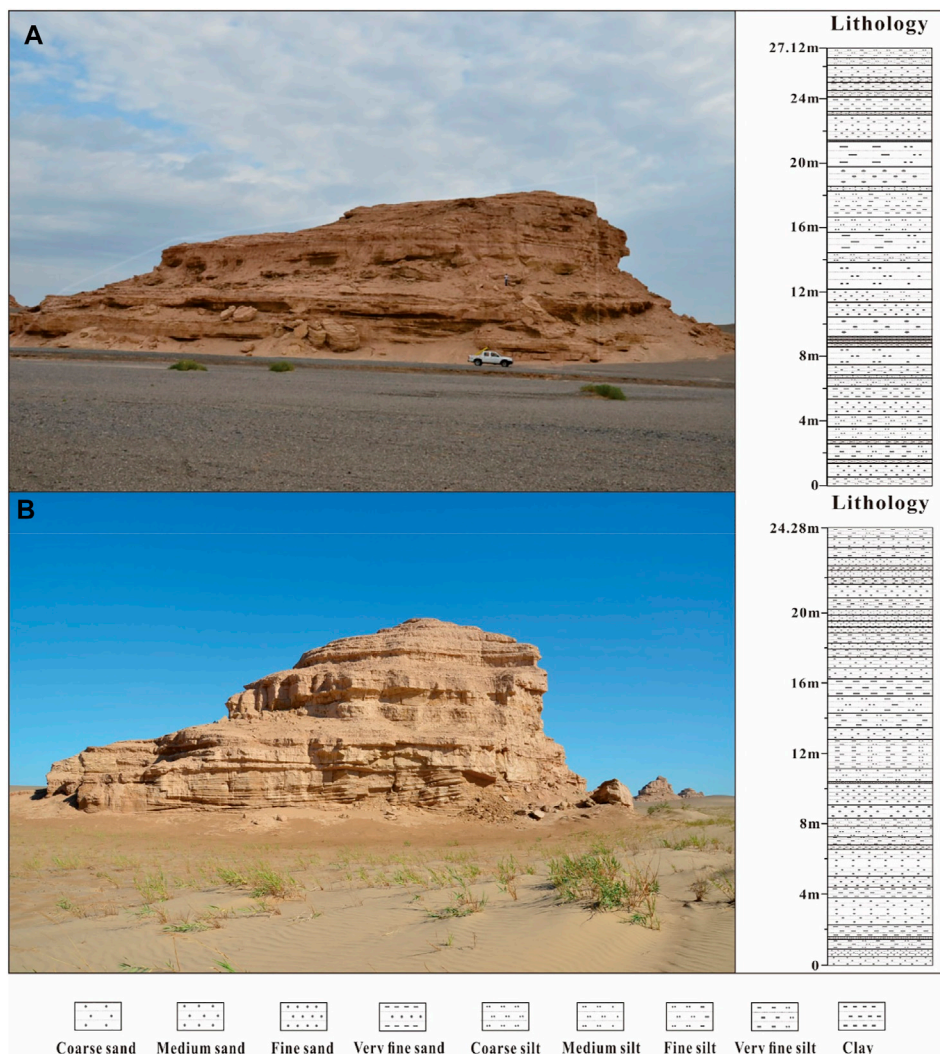 A
Lithology
27.12m
24m
20m
16m
12m
8m
4m
0
B
Lithology
24.28m
20m
16m
12m
8m
4m
0
Coarse sand Medium sand Fine sand Very fine sand Coarse silt Medium silt Fine silt Very fine silt Clay